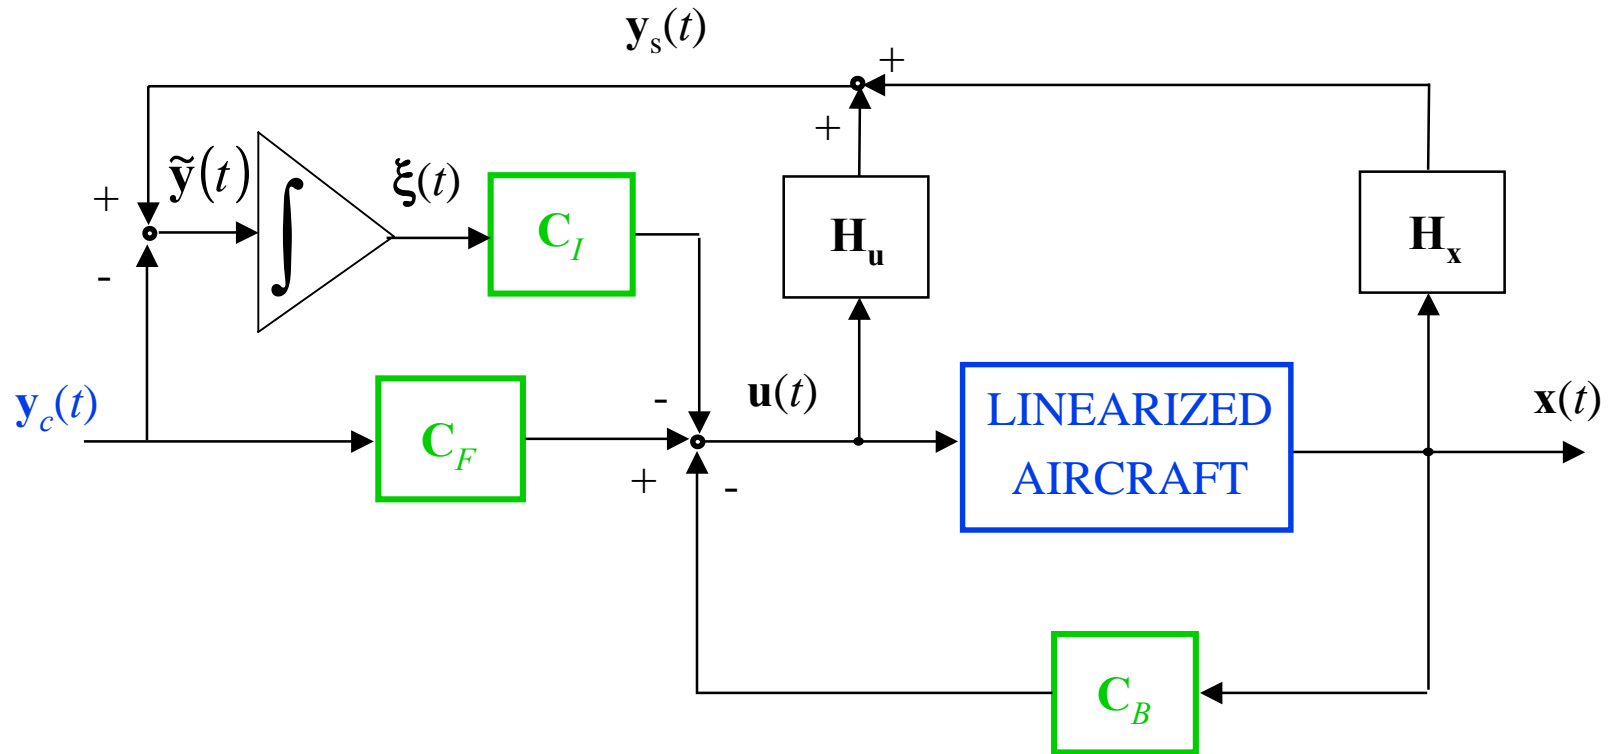 y_s(t)
+
+
ỹ(t)
ξ(t)
+
∫
C_I
H_u
H_x
-
y_c(t)
C_F
-
u(t)
LINEARIZED
AIRCRAFT
x(t)
+
-
C_B